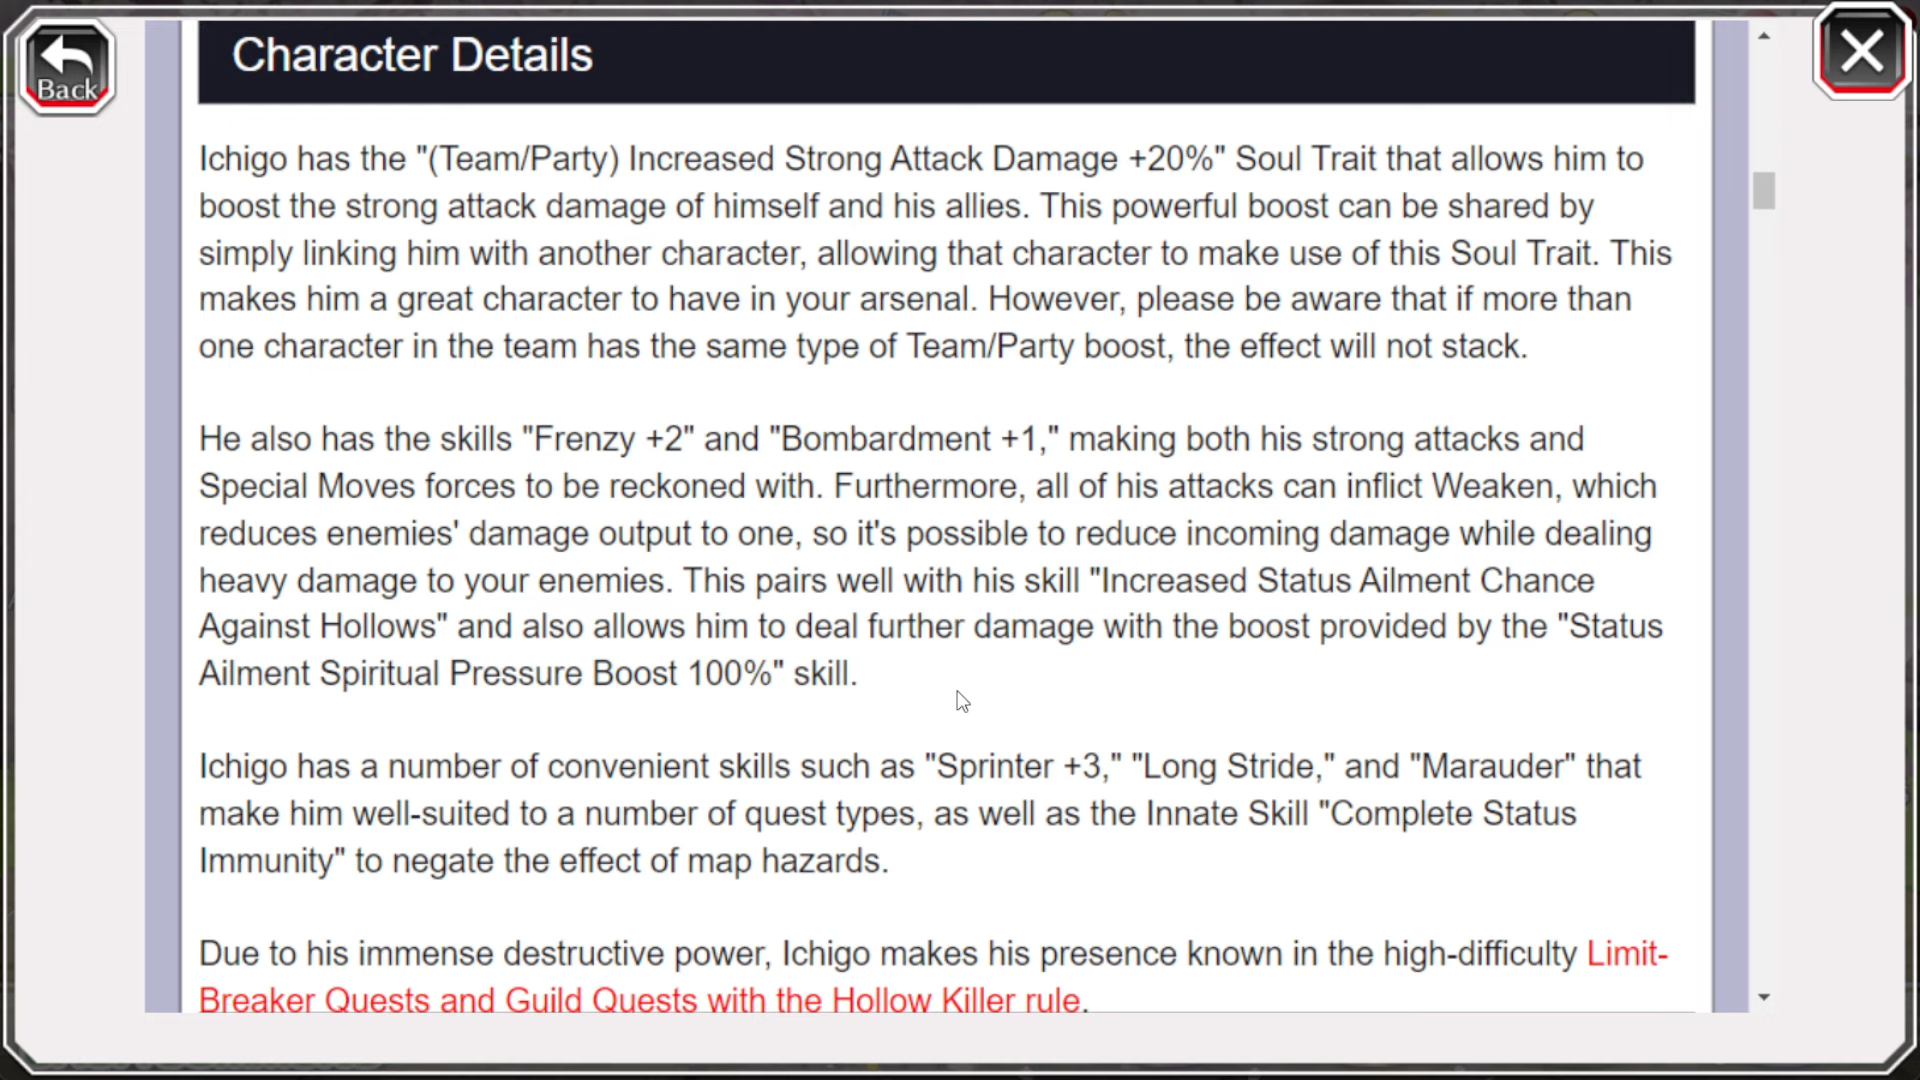 Back
Character Details
Ichigo has the "(Team/Party) Increased Strong Attack Damage +20%" Soul Trait that allows him to
boost the strong attack damage of himself and his allies. This powerful boost can be shared by
simply linking him with another character, allowing that character to make use of this Soul Trait. This
makes him a great character to have in your arsenal. However, please be aware that if more than
one character in the team has the same type of Team/Party boost, the effect will not stack.
He also has the skills "Frenzy +2" and "Bombardment +1," making both his strong attacks and
Special Moves forces to be reckoned with. Furthermore, all of his attacks can inflict Weaken, which
reduces enemies' damage output to one, so it's possible to reduce incoming damage while dealing
heavy damage to your enemies. This pairs well with his skill "Increased Status Ailment Chance
Against Hollows" and also allows him to deal further damage with the boost provided by the "Status
Ailment Spiritual Pressure Boost 100%" skill.
Ichigo has a number of convenient skills such as "Sprinter +3," "Long Stride," and "Marauder" that
make him well-suited to a number of quest types, as well as the Innate Skill "Complete Status
Immunity" to negate the effect of map hazards.
Due to his immense destructive power, Ichigo makes his presence known in the high-difficulty Limit-
Breaker Quests and Guild Quests with the Hollow Killer rule.